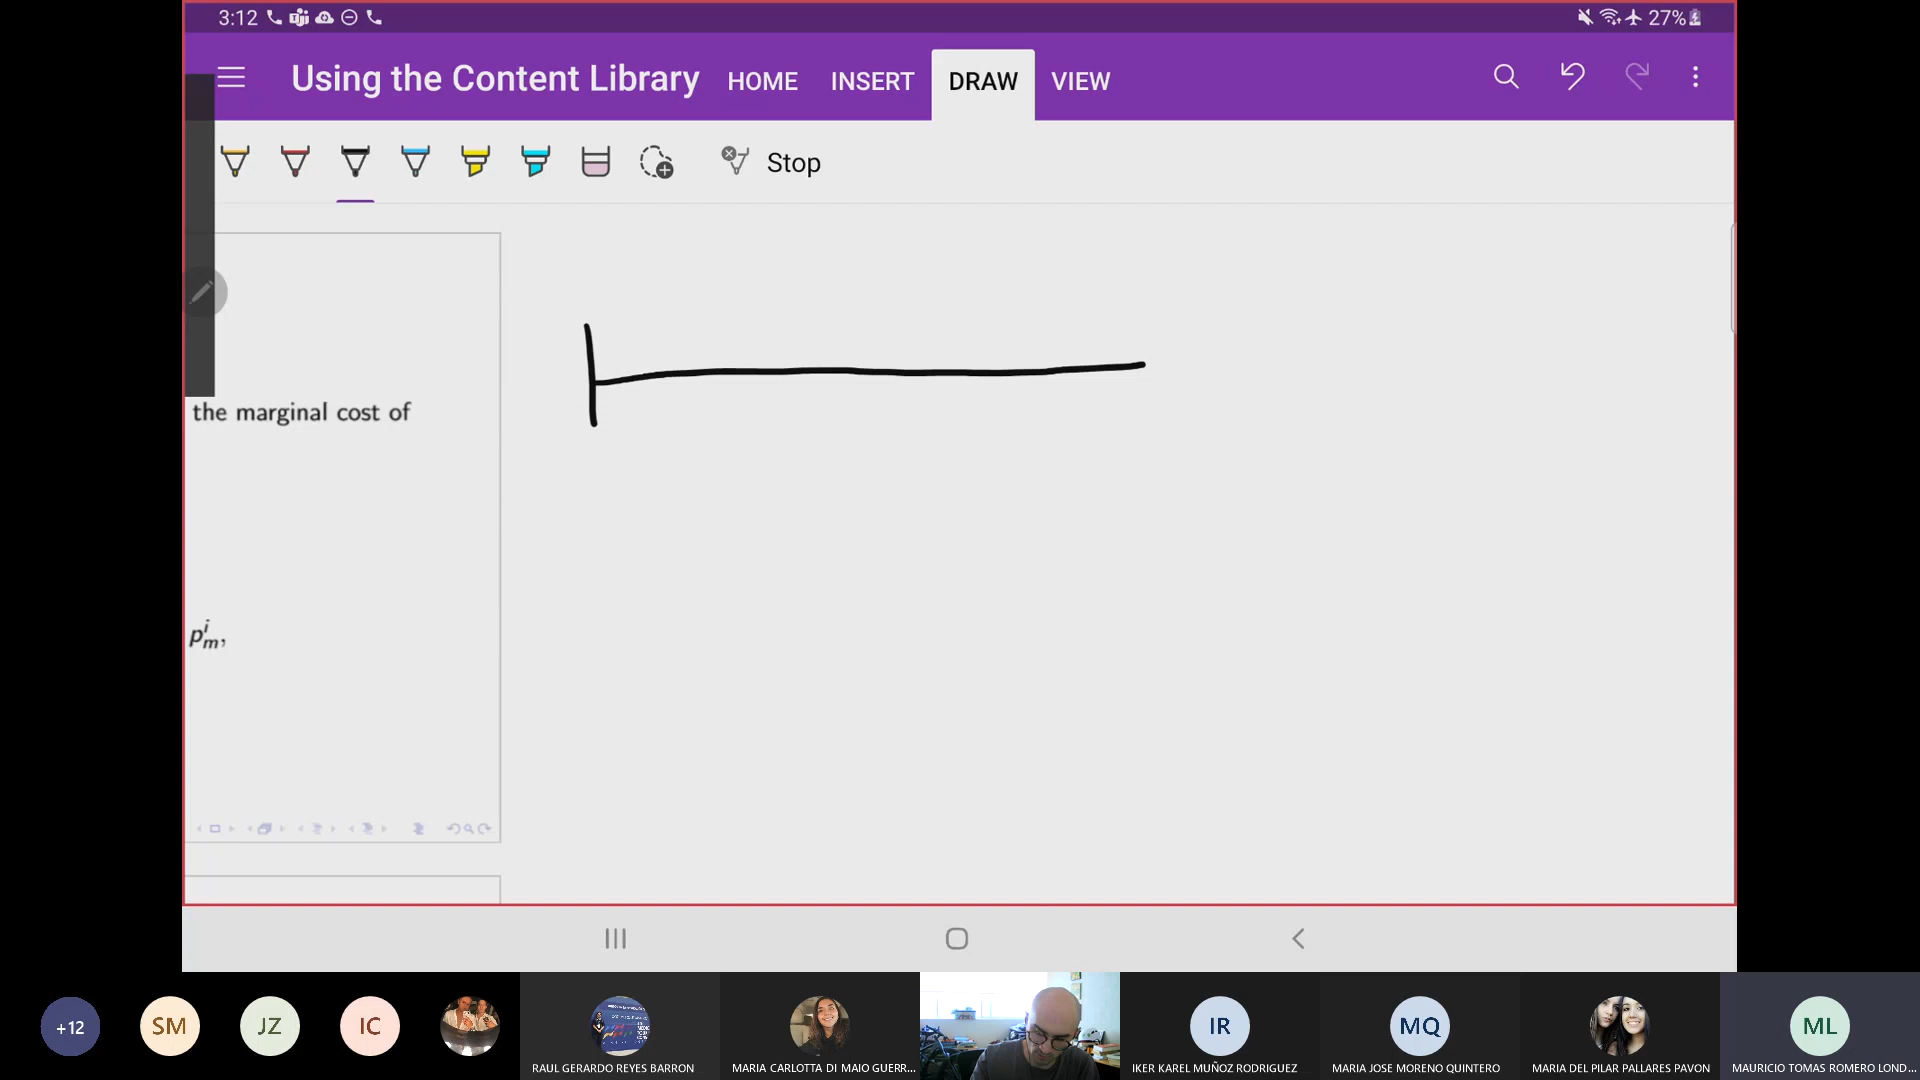 3:12
27%
Using the Content Library
HOME INSERT DRAW VIEW
Stop
the marginal cost of
pⁱₘ,
+12
SM
JZ
IC
RAUL GERARDO REYES BARRON
MARIA CARLOTTA DI MAIO GUERR...
IR
IKER KAREL MUÑOZ RODRIGUEZ
MQ
MARIA JOSE MORENO QUINTERO
MARIA DEL PILAR PALLARES PAVON
ML
MAURICIO TOMAS ROMERO LOND...